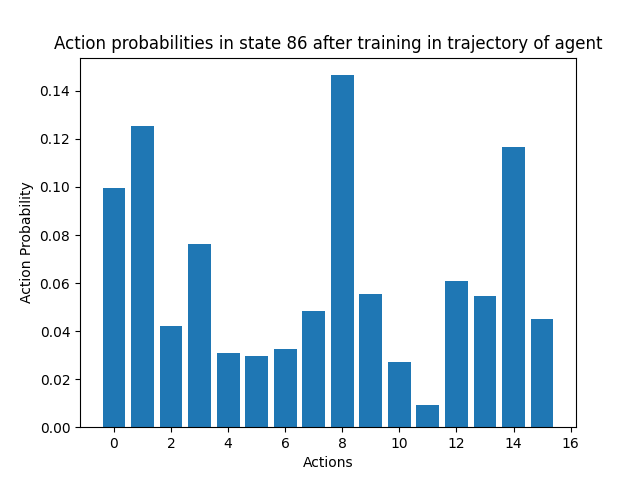 Action probabilities in state 86 after training in trajectory of agent
Action Probability
0.14
0.12
0.10
0.08
0.06
0.04
0.02
0.00
0 2 4 6 8 10 12 14 16
Actions